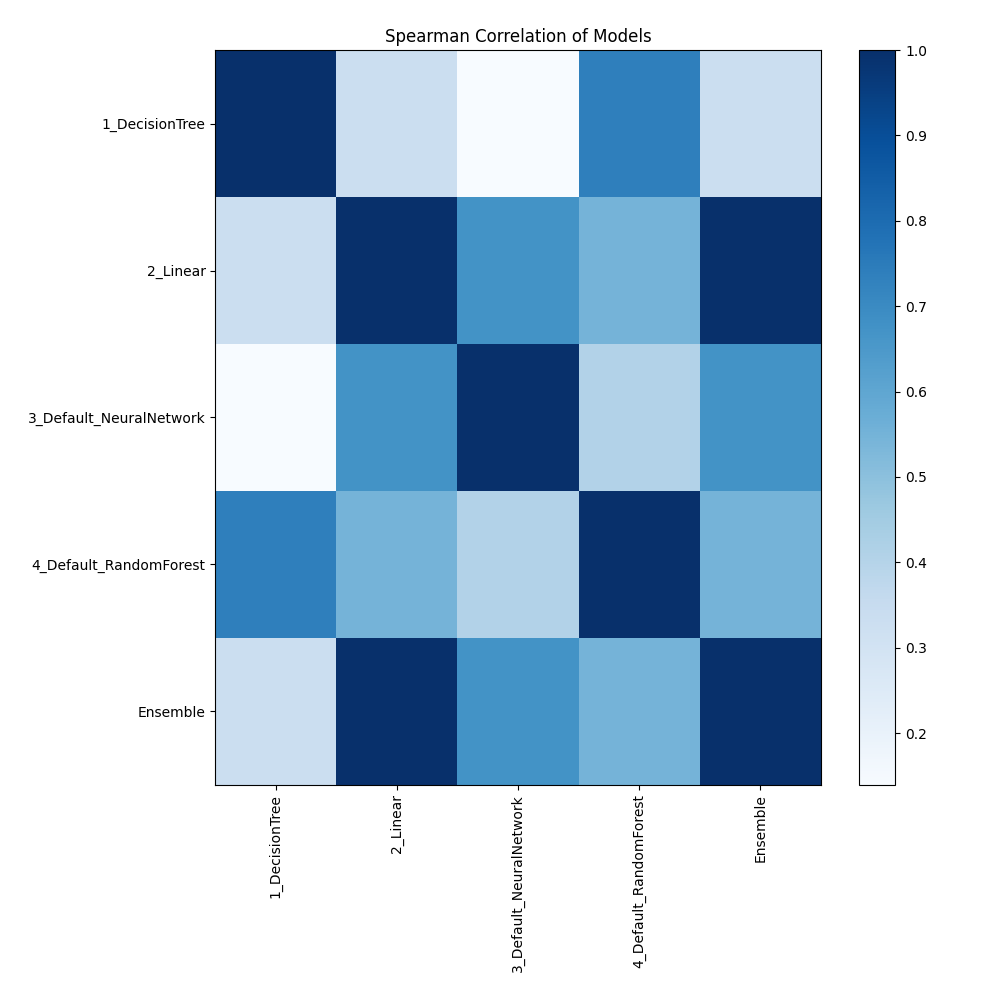 Spearman Correlation of Models
1_DecisionTree
2_Linear
3_Default_NeuralNetwork
4_Default_RandomForest
Ensemble
1_DecisionTree
2_Linear
3_Default_NeuralNetwork
4_Default_RandomForest
Ensemble
1.0
0.9
0.8
0.7
0.6
0.5
0.4
0.3
0.2